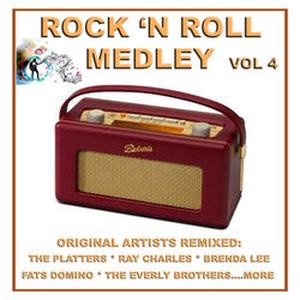 ROCK ‘N ROLL
MEDLEY VOL 4
Roberts
ORIGINAL ARTISTS REMIXED:
THE PLATTERS * RAY CHARLES * BRENDA LEE
FATS DOMINO * THE EVERLY BROTHERS....MORE